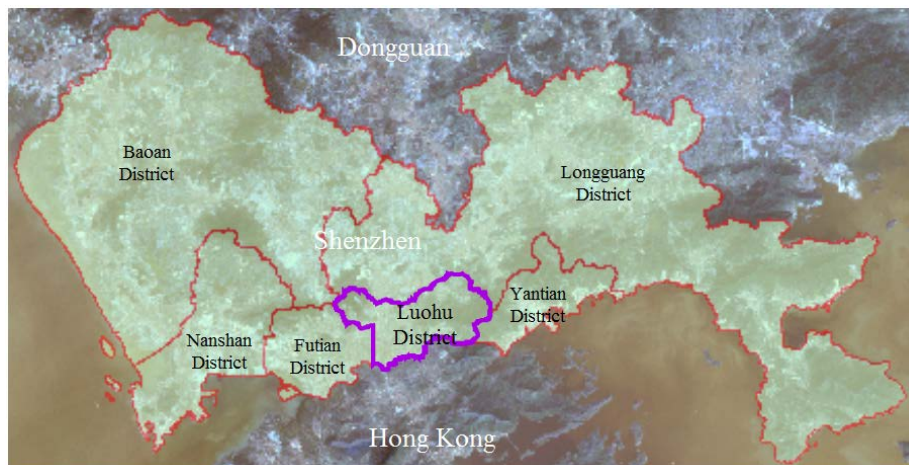 Dongguan
Baoan
District
Longguang
District
Shenzhen
Yantian
District
Luohu
District
Nanshan
District
Futian
District
Hong Kong